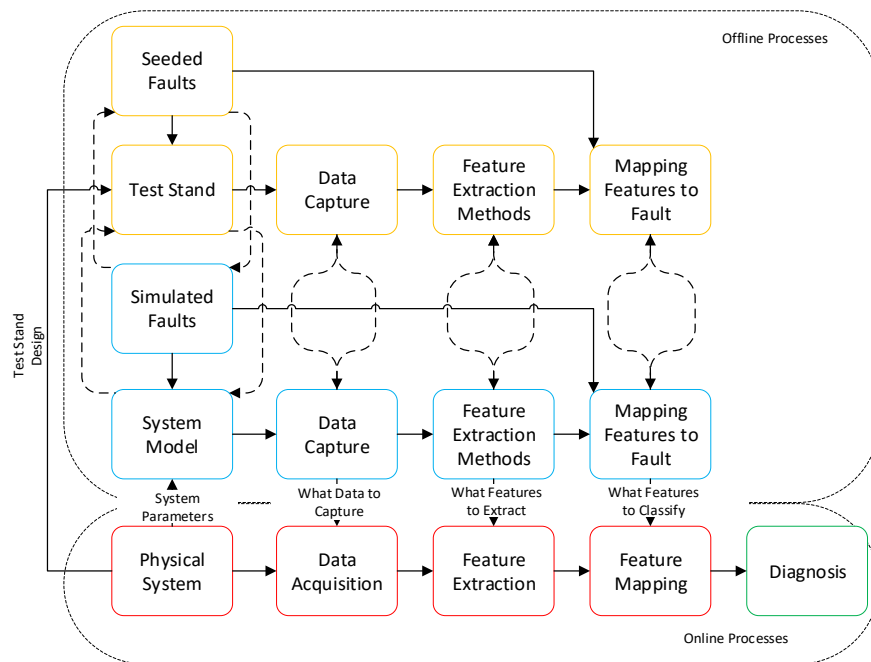 Offline Processes
Seeded
Faults
Test Stand
Data
Capture
Feature
Extraction
Methods
Mapping
Features to
Fault
Simulated
Faults
Test Stand
Design
System
Model
Data
Capture
Feature
Extraction
Methods
Mapping
Features to
Fault
System
Parameters
What Data to
Capture
What Features
to Extract
What Features
to Classify
Physical
System
Data
Acquisition
Feature
Extraction
Feature
Mapping
Diagnosis
Online Processes